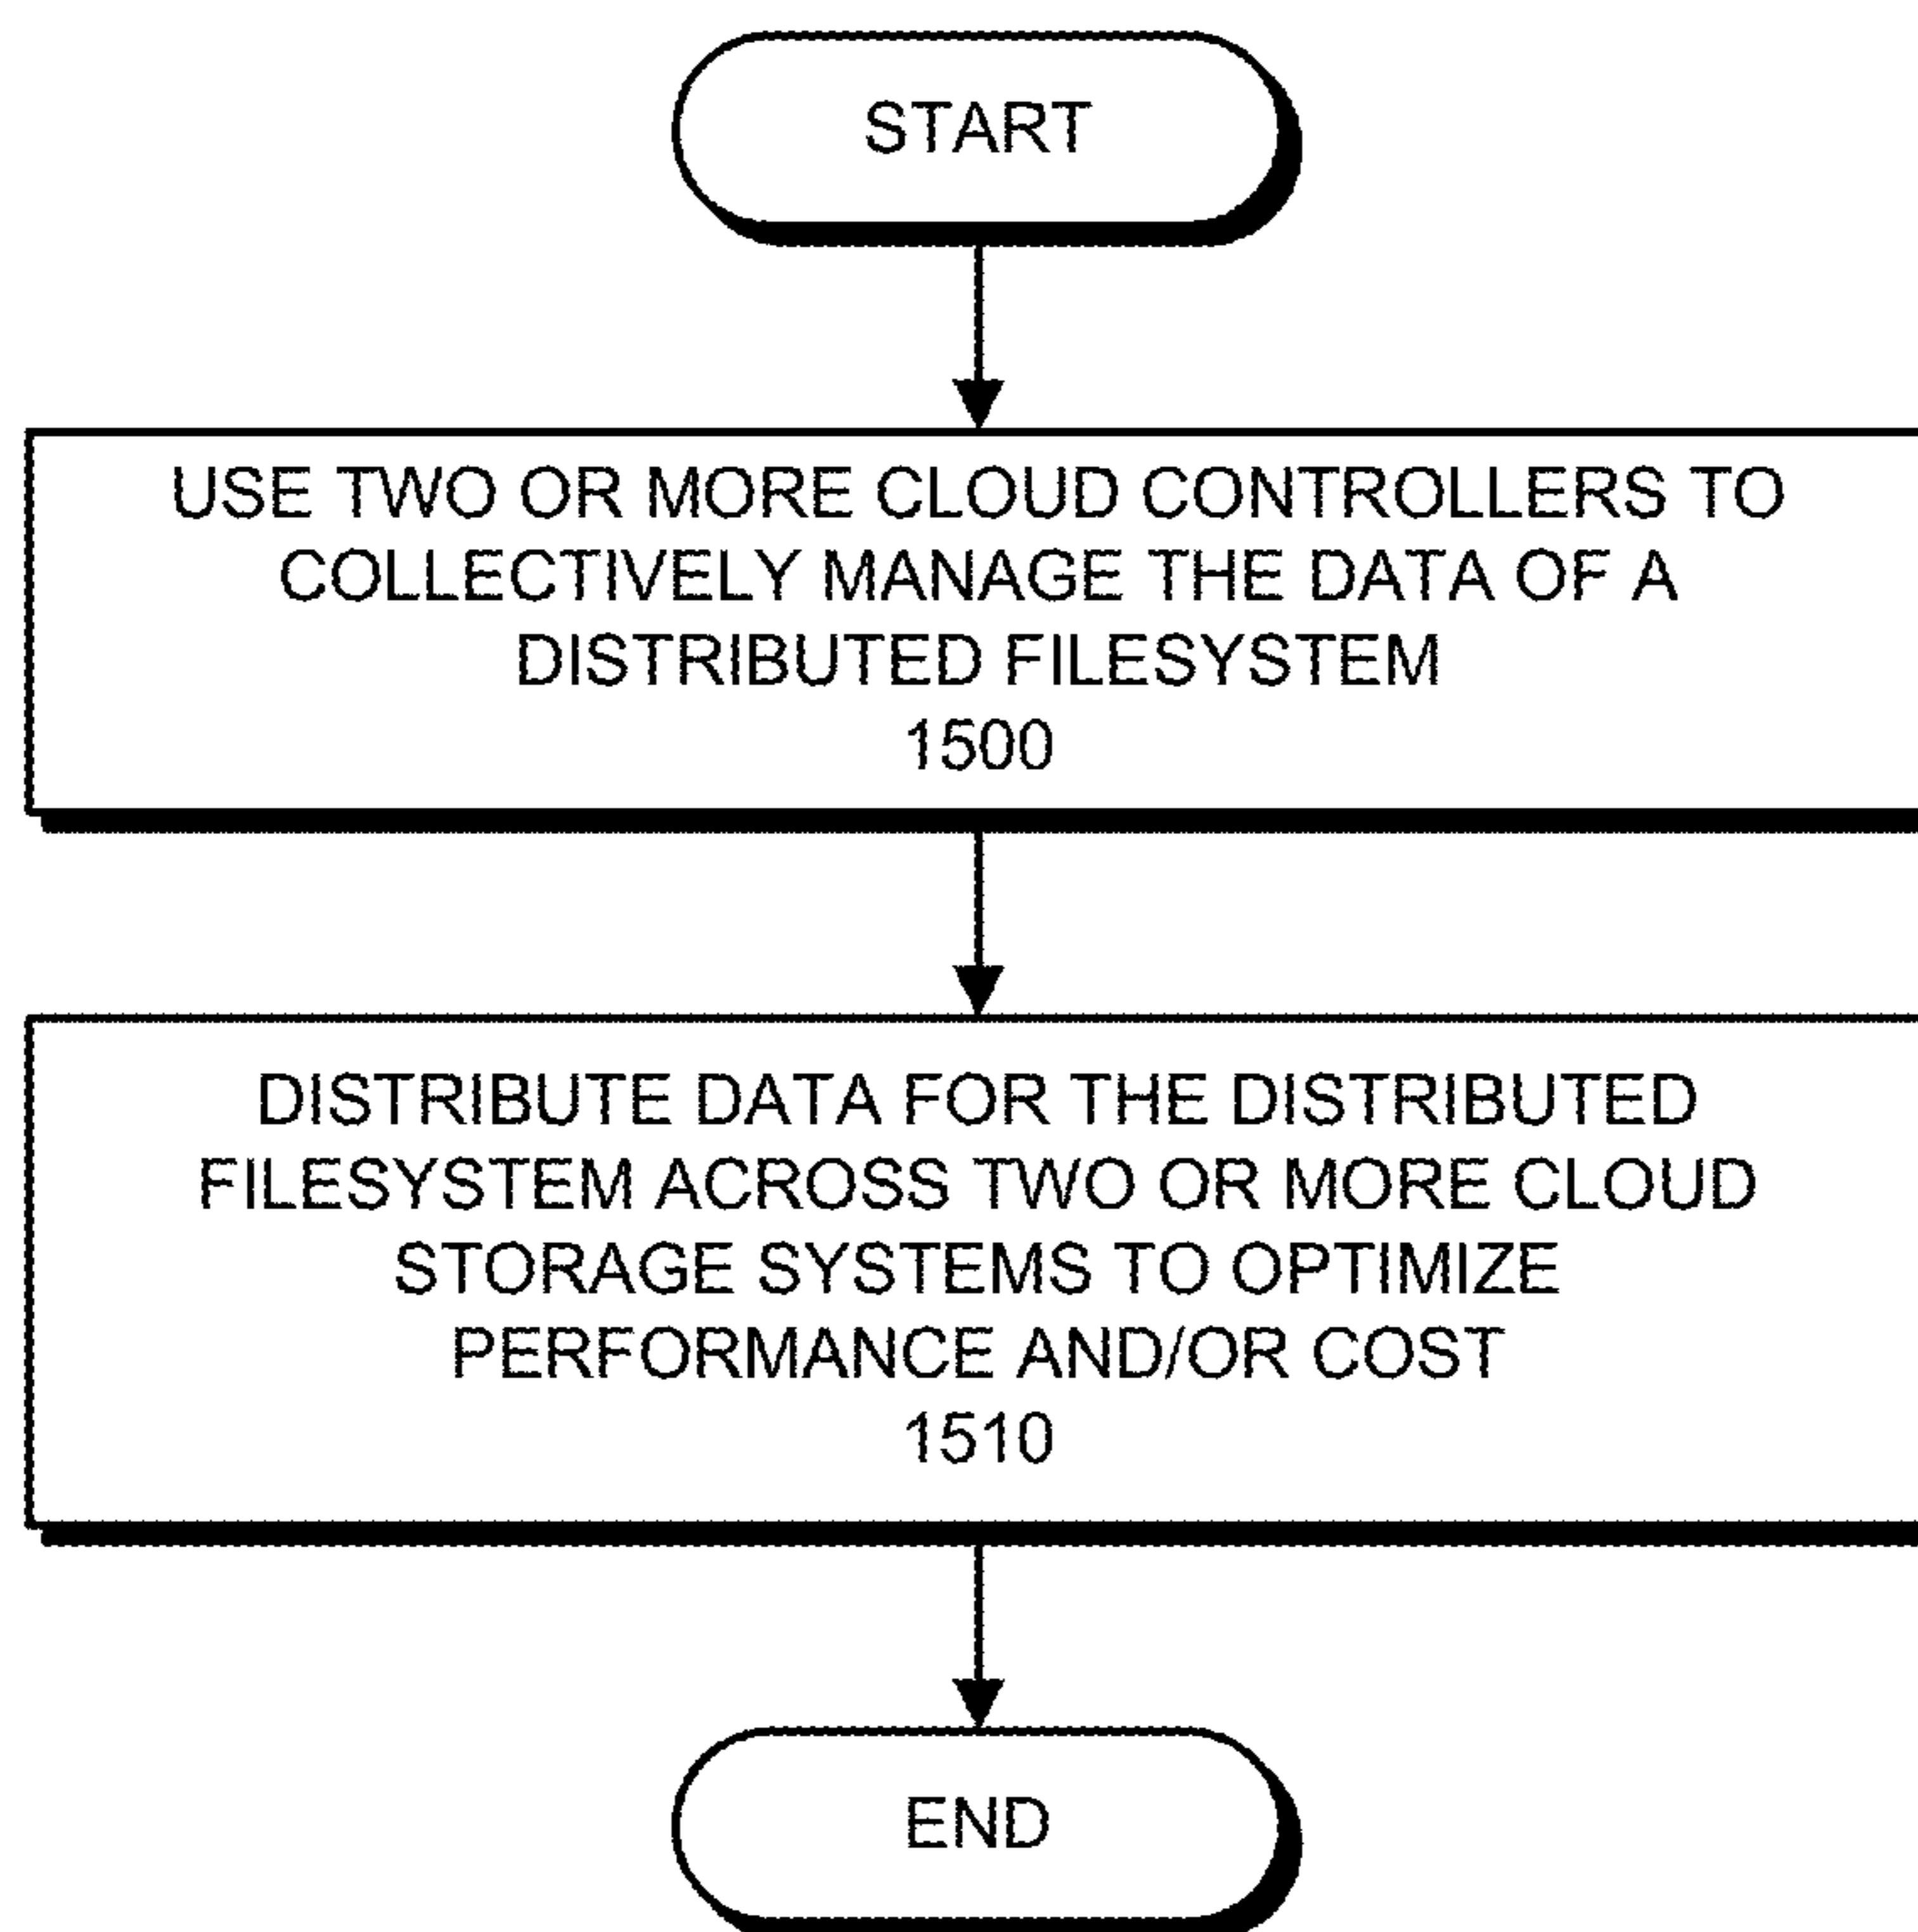 START
USE TWO OR MORE CLOUD CONTROLLERS TO
COLLECTIVELY MANAGE THE DATA OF A
DISTRIBUTED FILESYSTEM
1500
DISTRIBUTE DATA FOR THE DISTRIBUTED
FILESYSTEM ACROSS TWO OR MORE CLOUD
STORAGE SYSTEMS TO OPTIMIZE
PERFORMANCE AND/OR COST
1510
END